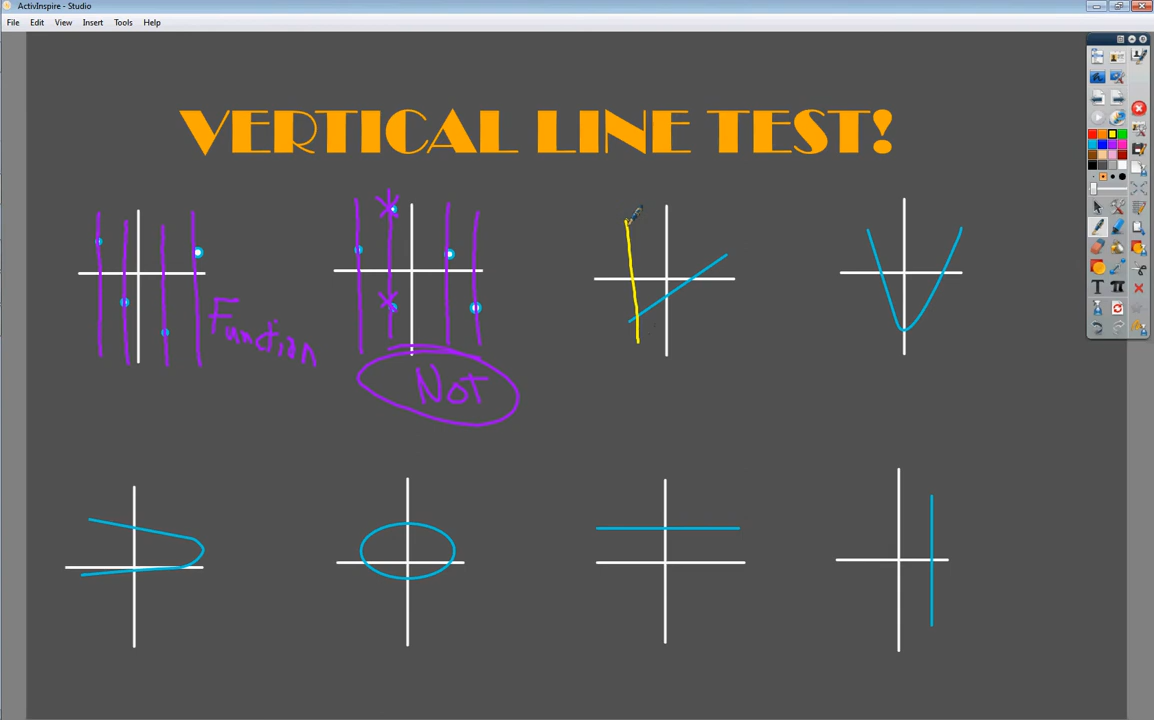 ActivInspire - Studio
File Edit View Insert Tools Help
VERTICAL LINE TEST!
Function
Not